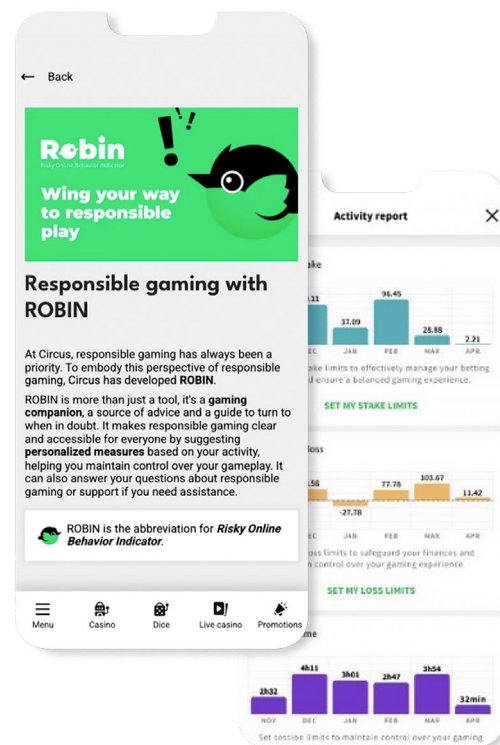 ← Back
Robin
Risky Online Behavior Indicator
Wing your way
to responsible
play
Responsible gaming with
ROBIN
At Circus, responsible gaming has always been a
priority. To embody this perspective of responsible
gaming, Circus has developed ROBIN.
ROBIN is more than just a tool, it's a gaming
companion, a source of advice and a guide to turn to
when in doubt. It makes responsible gaming clear
and accessible for everyone by suggesting
personalized measures based on your activity,
helping you maintain control over your gameplay. It
can also answer your questions about responsible
gaming or support if you need assistance.
ROBIN is the abbreviation for Risky Online
Behavior Indicator.
Menu Casino Dice Live casino Promotions
Activity report
37.09 96.45 28.88 2.21
JAN FEB MAR APR
limits to effectively manage your betting
ensure a balanced gaming experience.
SET MY STAKE LIMITS
-27.78 77.78 103.67 11.42
JAN FEB MAR APR
limits to safeguard your finances and
control over your gaming experience.
SET MY LOSS LIMITS
2h32 4h11 3h01 2h47 3h54 32min
NOV DEC JAN FEB MAR APR
Set session limits to maintain control over your gaming